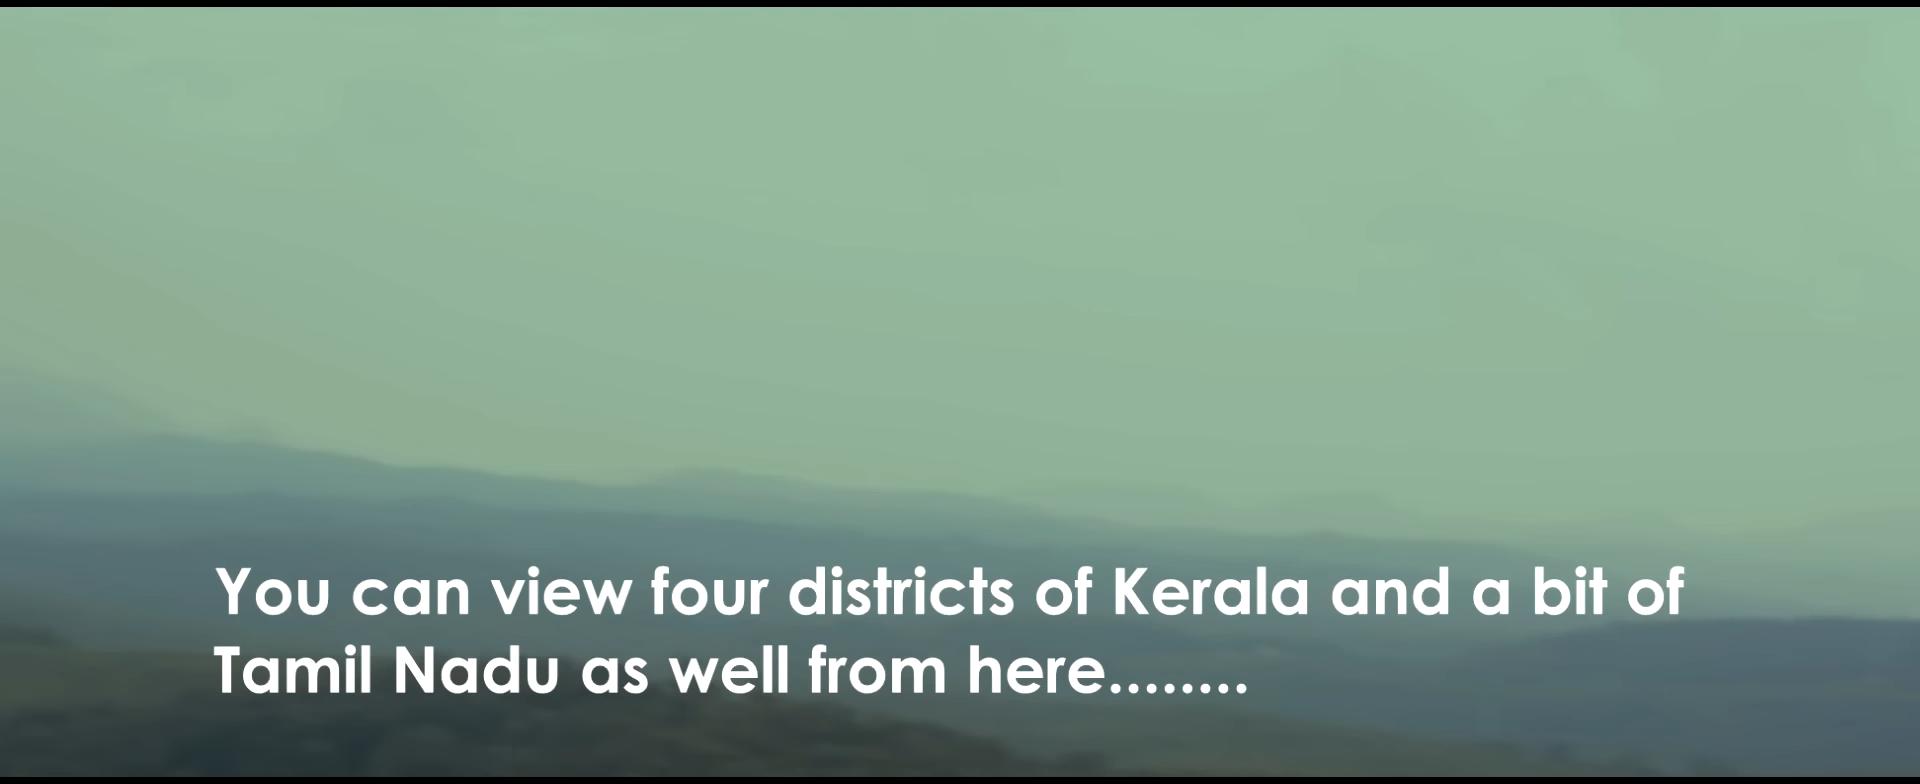 You can view four districts of Kerala and a bit of
Tamil Nadu as well from here........